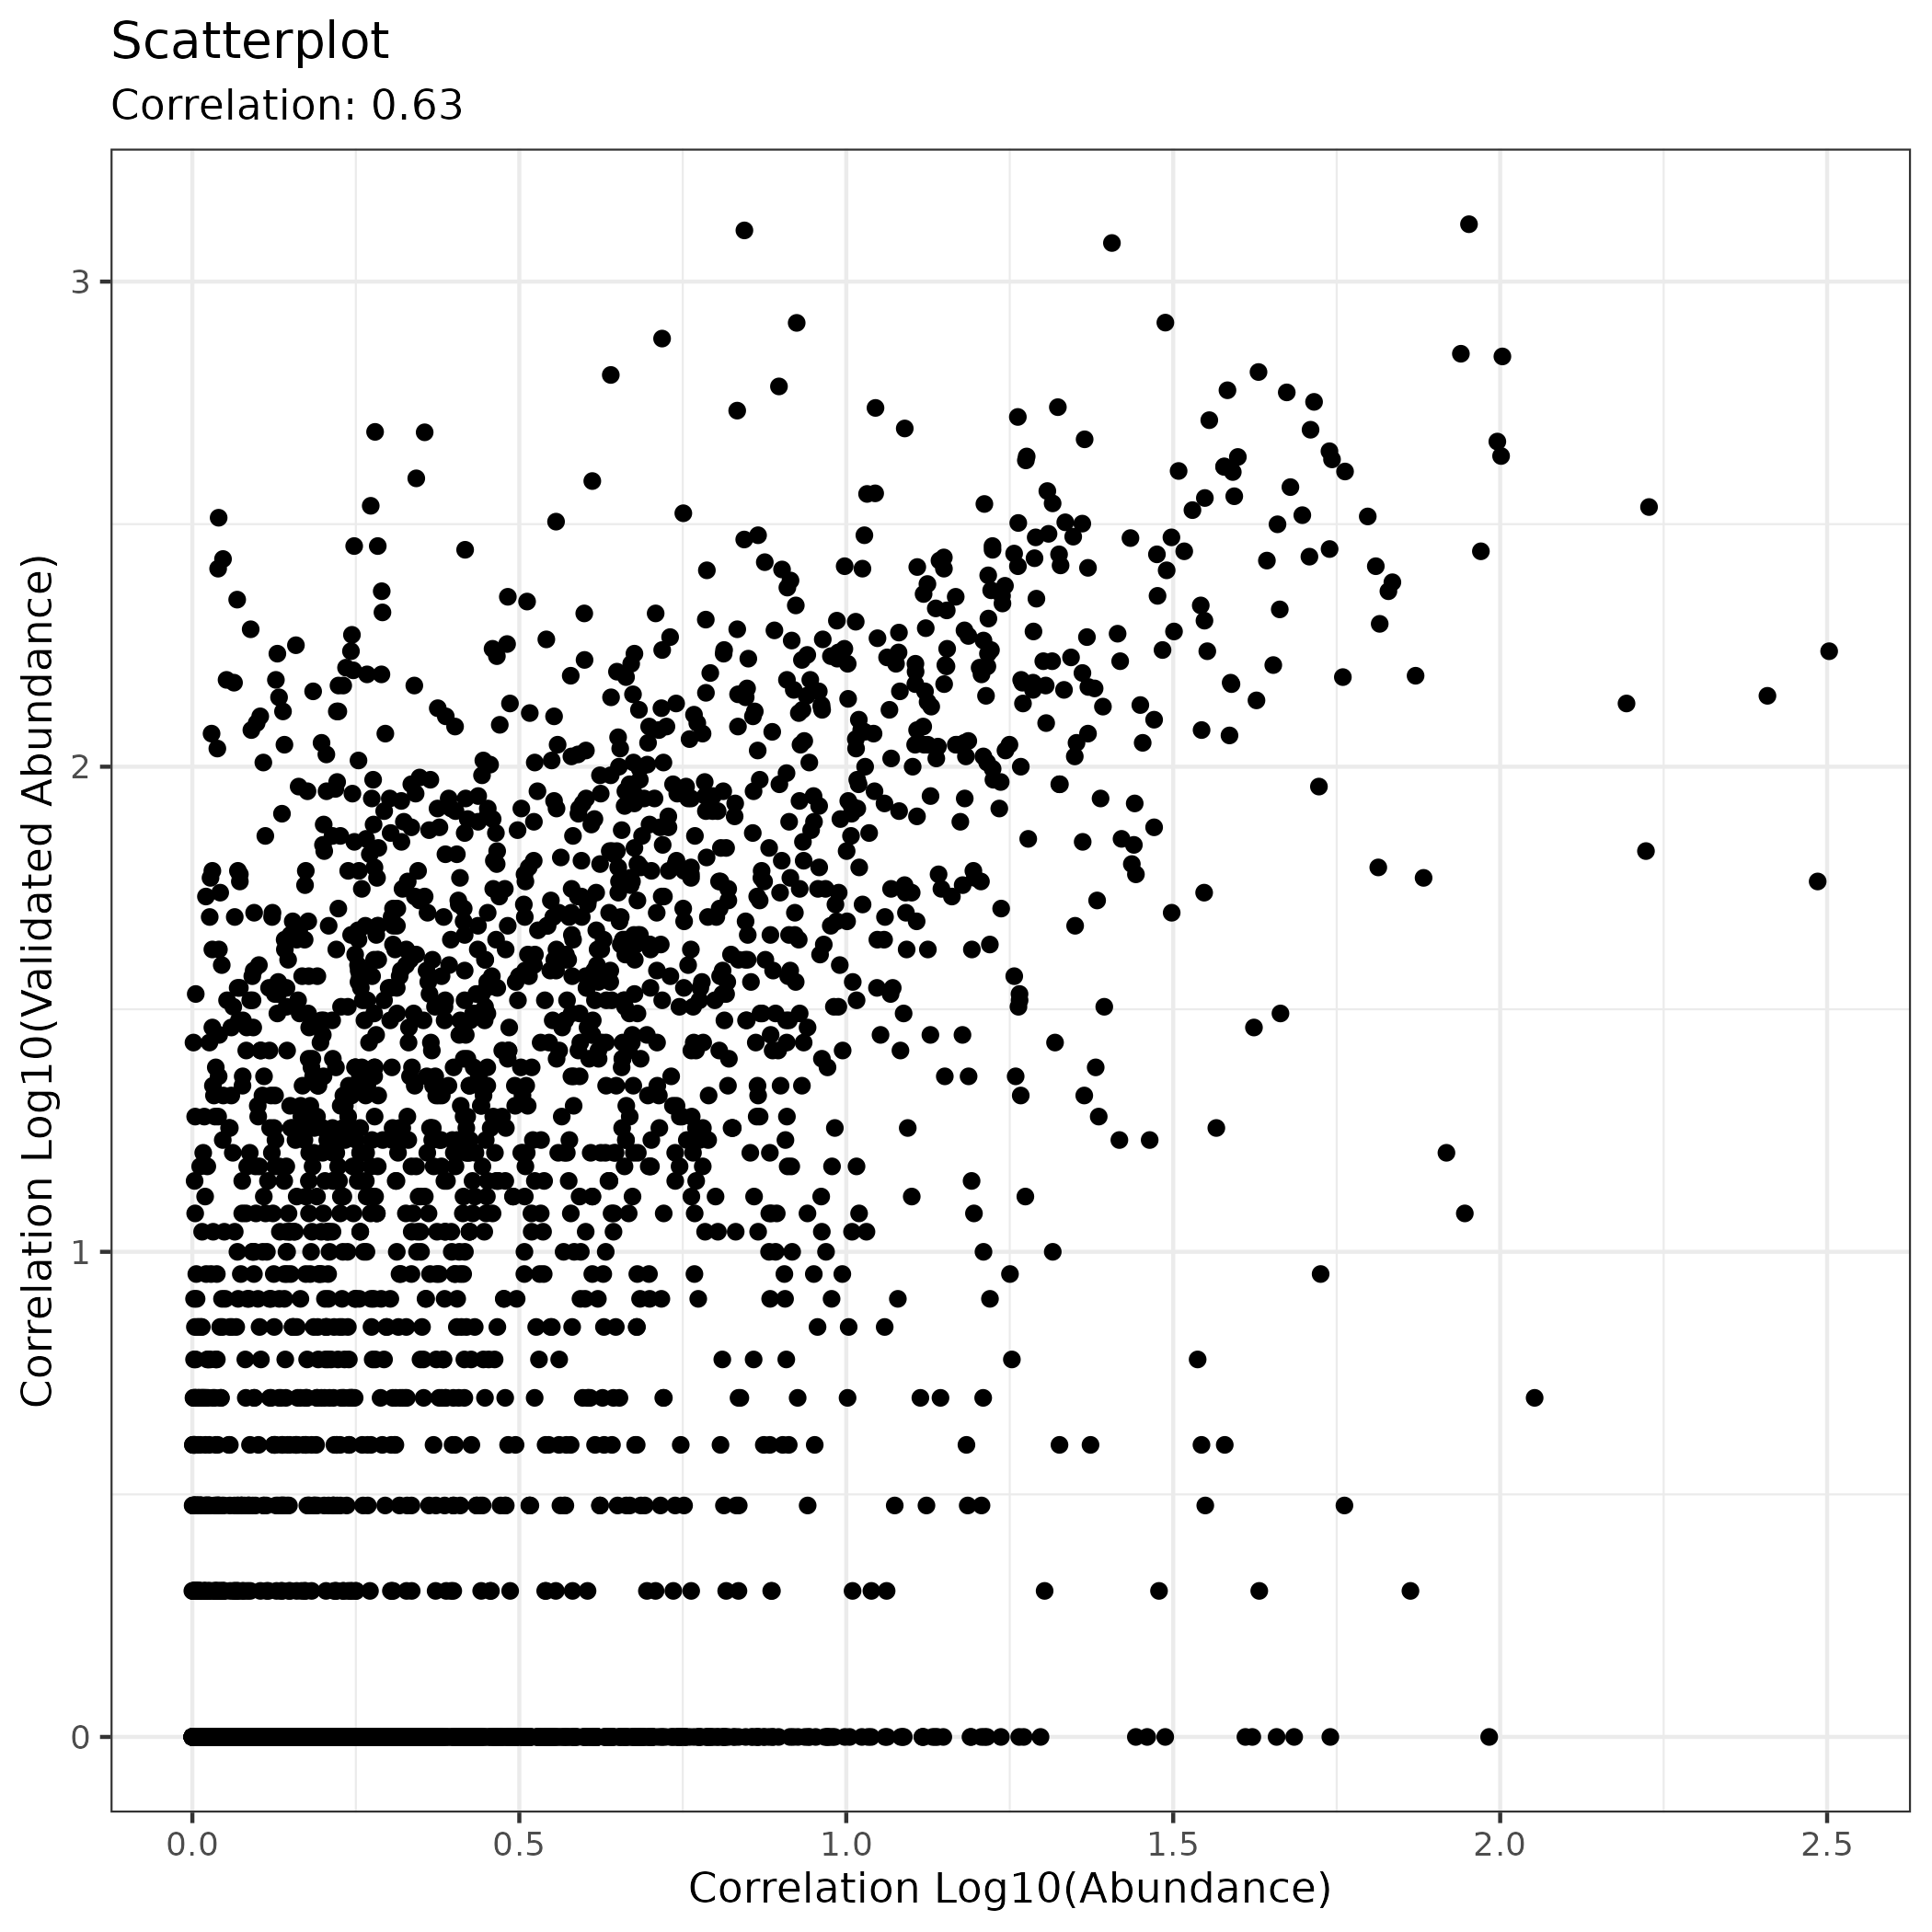 Scatterplot
Correlation: 0.63
Correlation Log10(Validated Abundance)
3
2
1
0
0.0 0.5 1.0 1.5 2.0 2.5
Correlation Log10(Abundance)